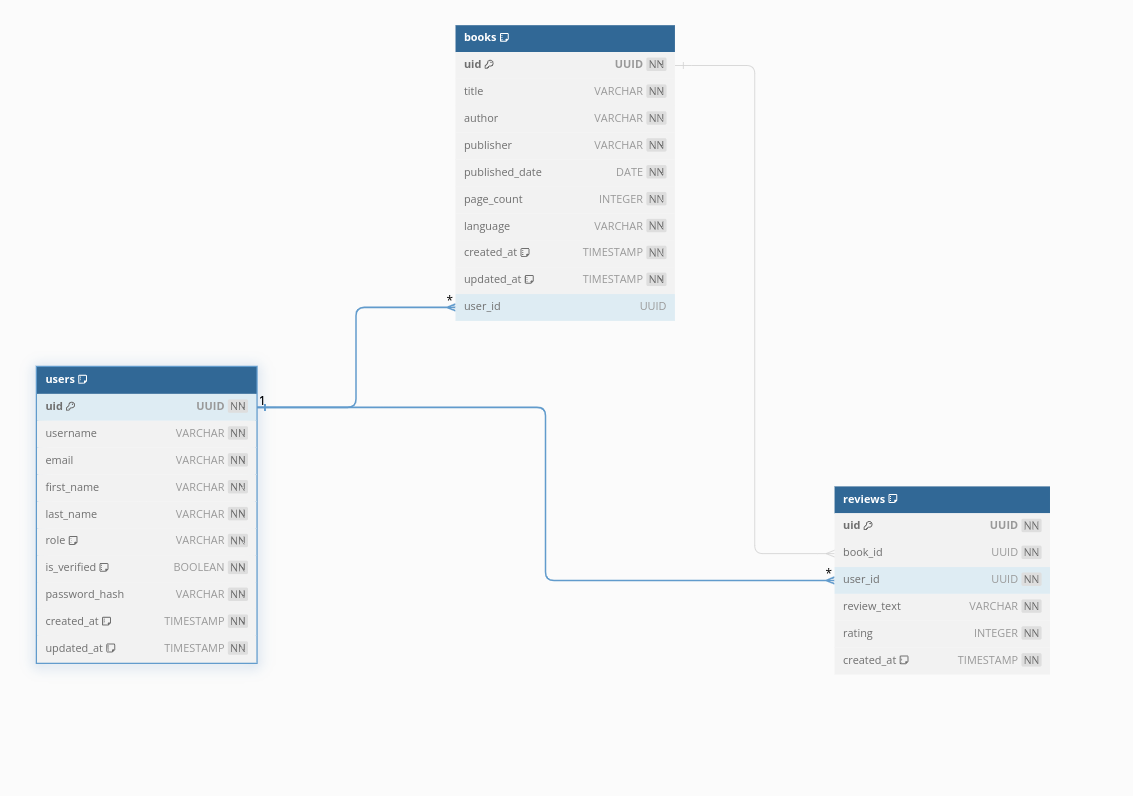 books
uid UUID NN
title VARCHAR NN
author VARCHAR NN
publisher VARCHAR NN
published_date DATE NN
page_count INTEGER NN
language VARCHAR NN
created_at TIMESTAMP NN
updated_at TIMESTAMP NN
* user_id UUID
users
uid UUID NN 1
username VARCHAR NN
email VARCHAR NN
first_name VARCHAR NN
last_name VARCHAR NN
role VARCHAR NN
is_verified BOOLEAN NN
password_hash VARCHAR NN
created_at TIMESTAMP NN
updated_at TIMESTAMP NN
reviews
uid UUID NN
book_id UUID NN
* user_id UUID NN
review_text VARCHAR NN
rating INTEGER NN
created_at TIMESTAMP NN